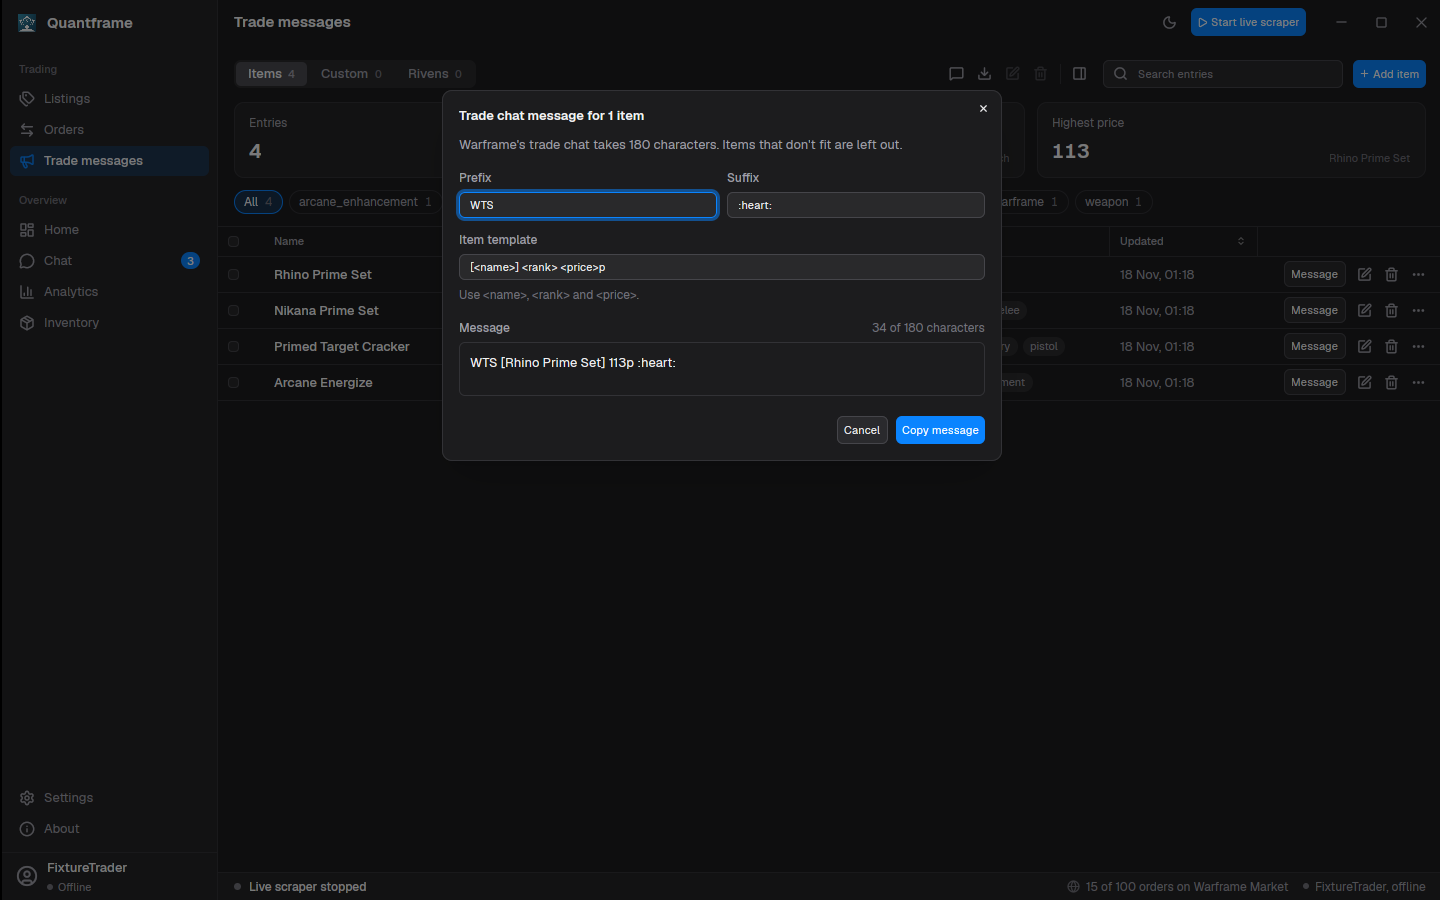 Quantframe
Trade messages
Start live scraper
Trading
Listings
Orders
Trade messages
Overview
Home
Chat 3
Analytics
Inventory
Settings
About
FixtureTrader
Offline
Items 4 Custom 0 Rivens 0
Search entries
+ Add item
Entries
4
Highest price
113
Rhino Prime Set
All 4 arcane_enhancement 1
weapon 1
Name Updated
Rhino Prime Set 18 Nov, 01:18 Message
Nikana Prime Set 18 Nov, 01:18 Message
Primed Target Cracker pistol 18 Nov, 01:18 Message
Arcane Energize 18 Nov, 01:18 Message
Trade chat message for 1 item
Warframe's trade chat takes 180 characters. Items that don't fit are left out.
Prefix Suffix
WTS :heart:
Item template
[<name>] <rank> <price>p
Use <name>, <rank> and <price>.
Message 34 of 180 characters
WTS [Rhino Prime Set] 113p :heart:
Cancel Copy message
Live scraper stopped
15 of 100 orders on Warframe Market FixtureTrader, offline